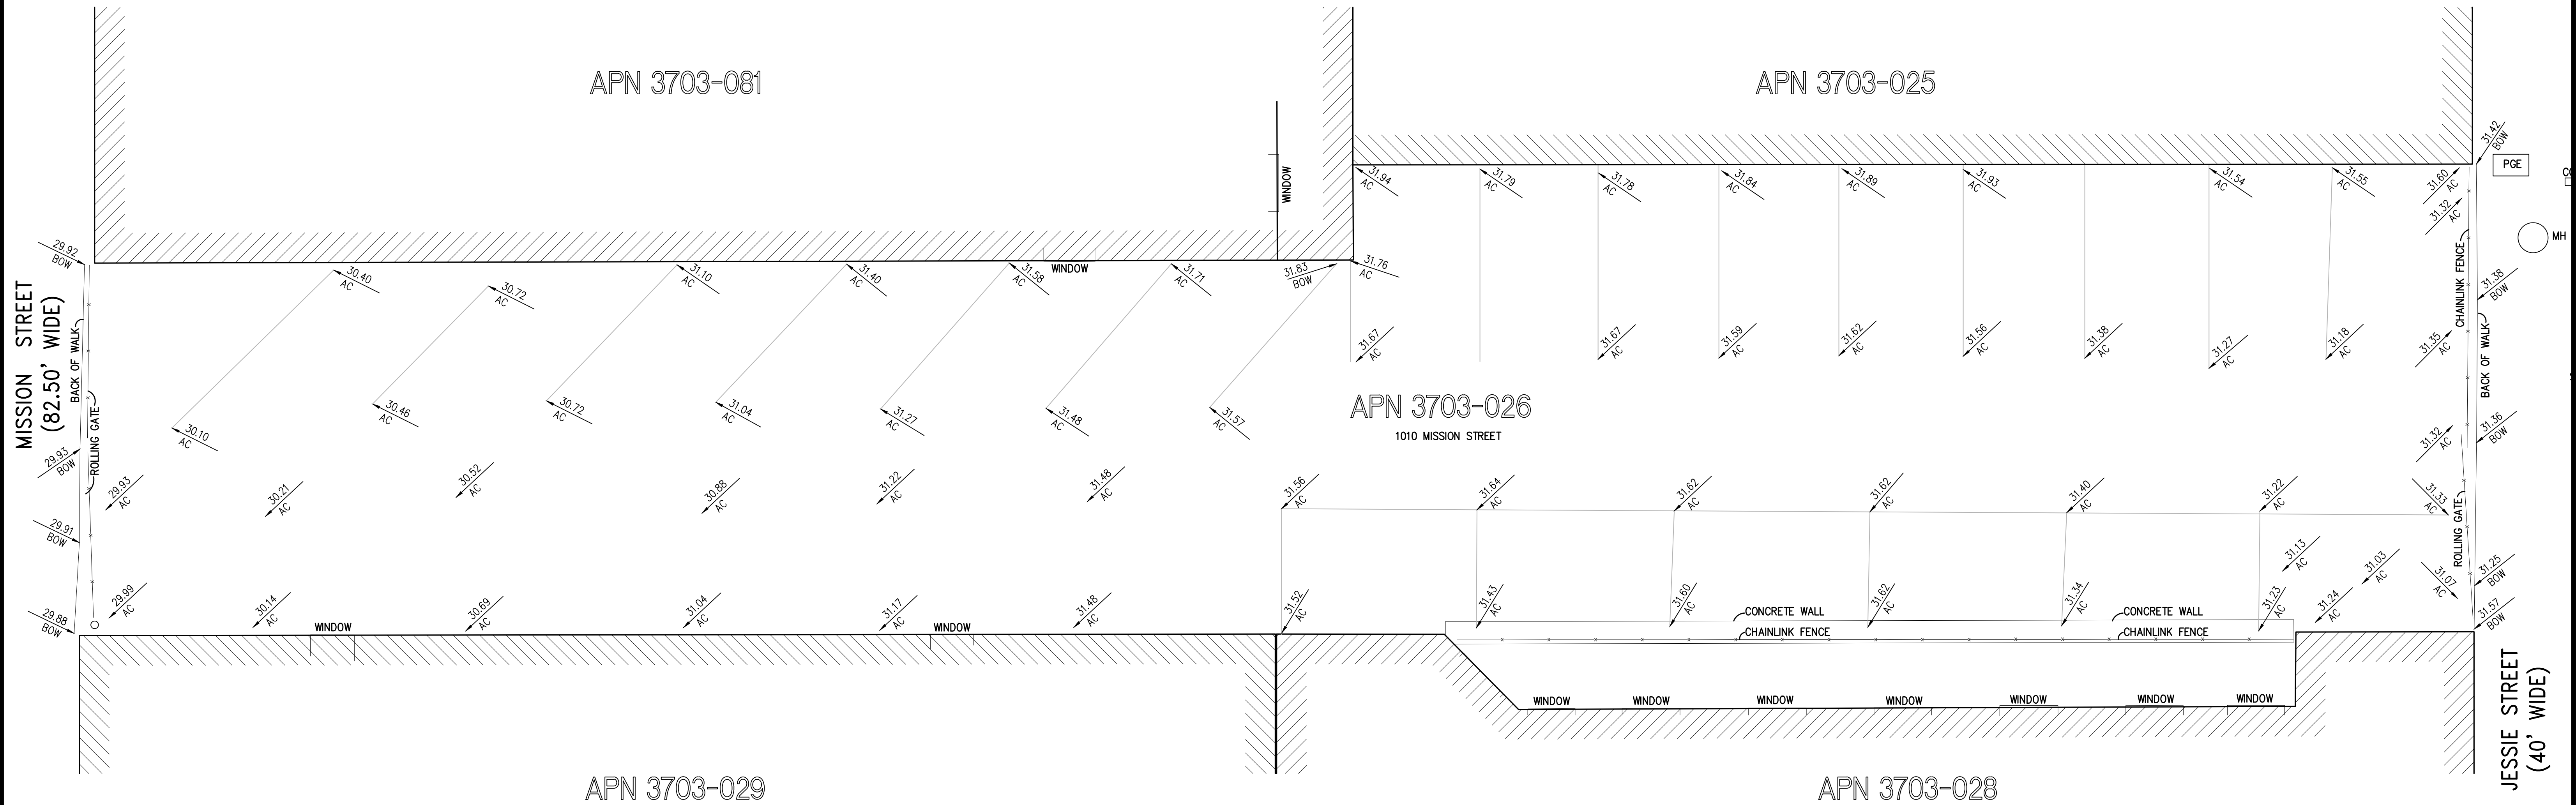 APN 3703-081
APN 3703-025
31.42
BOW
PGE
MH
WINDOW
31.94
AC
31.79
AC
31.78
AC
31.84
AC
31.89
AC
31.93
AC
31.54
AC
31.55
AC
31.60
AC
31.32
AC
CHAINLINK FENCE
29.92
BOW
30.40
AC
30.72
AC
31.10
AC
31.40
AC
31.58
AC
WINDOW
31.71
AC
31.83
BOW
31.76
AC
31.38
BOW
MISSION STREET
(82.50' WIDE)
BACK OF WALK
ROLLING GATE
31.67
AC
31.67
AC
31.59
AC
31.62
AC
31.56
AC
31.38
AC
31.27
AC
31.18
AC
31.35
AC
BACK OF WALK
30.10
AC
30.46
AC
30.72
AC
31.04
AC
31.27
AC
31.48
AC
31.57
AC
APN 3703-026
1010 MISSION STREET
31.32
AC
31.36
BOW
29.93
BOW
29.93
AC
30.21
AC
30.52
AC
30.88
AC
31.22
AC
31.48
AC
31.56
AC
31.64
AC
31.62
AC
31.62
AC
31.40
AC
31.22
AC
31.33
AC
ROLLING GATE
29.91
BOW
31.13
AC
31.03
AC
31.07
AC
31.25
BOW
29.88
BOW
29.99
AC
30.14
AC
30.69
AC
31.04
AC
31.17
AC
31.48
AC
31.52
AC
31.43
AC
31.60
AC
31.62
AC
31.34
AC
31.23
AC
31.24
AC
31.57
BOW
WINDOW
WINDOW
CONCRETE WALL
CONCRETE WALL
CHAINLINK FENCE
CHAINLINK FENCE
WINDOW
WINDOW
WINDOW
WINDOW
WINDOW
WINDOW
WINDOW
JESSIE STREET
(40' WIDE)
APN 3703-029
APN 3703-028